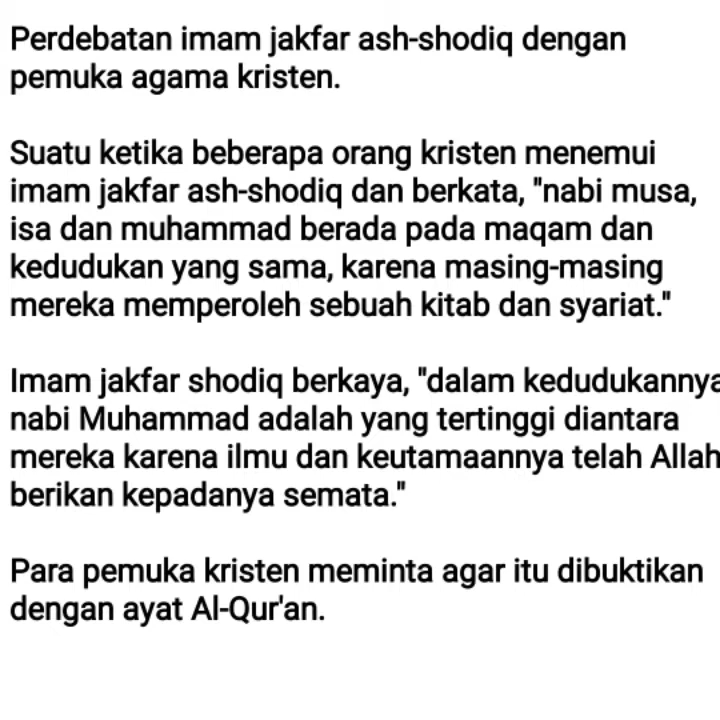 Perdebatan imam jakfar ash-shodiq dengan
pemuka agama kristen.
Suatu ketika beberapa orang kristen menemui
imam jakfar ash-shodiq dan berkata, "nabi musa,
isa dan muhammad berada pada maqam dan
kedudukan yang sama, karena masing-masing
mereka memperoleh sebuah kitab dan syariat."
Imam jakfar shodiq berkaya, "dalam kedudukannya
nabi Muhammad adalah yang tertinggi diantara
mereka karena ilmu dan keutamaannya telah Allah
berikan kepadanya semata."
Para pemuka kristen meminta agar itu dibuktikan
dengan ayat Al-Qur'an.